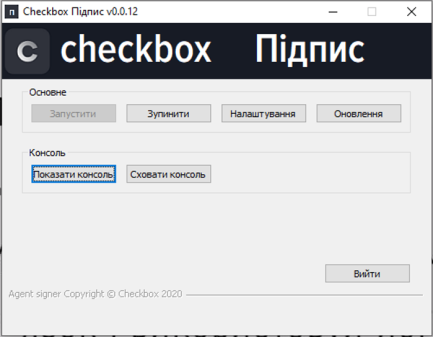 п Checkbox Підпис v0.0.12
C checkbox Підпис
Основне
Запустити Зупинити Налаштування Оновлення
Консоль
Показати консоль Сховати консоль
Вийти
Agent signer Copyright © Checkbox 2020